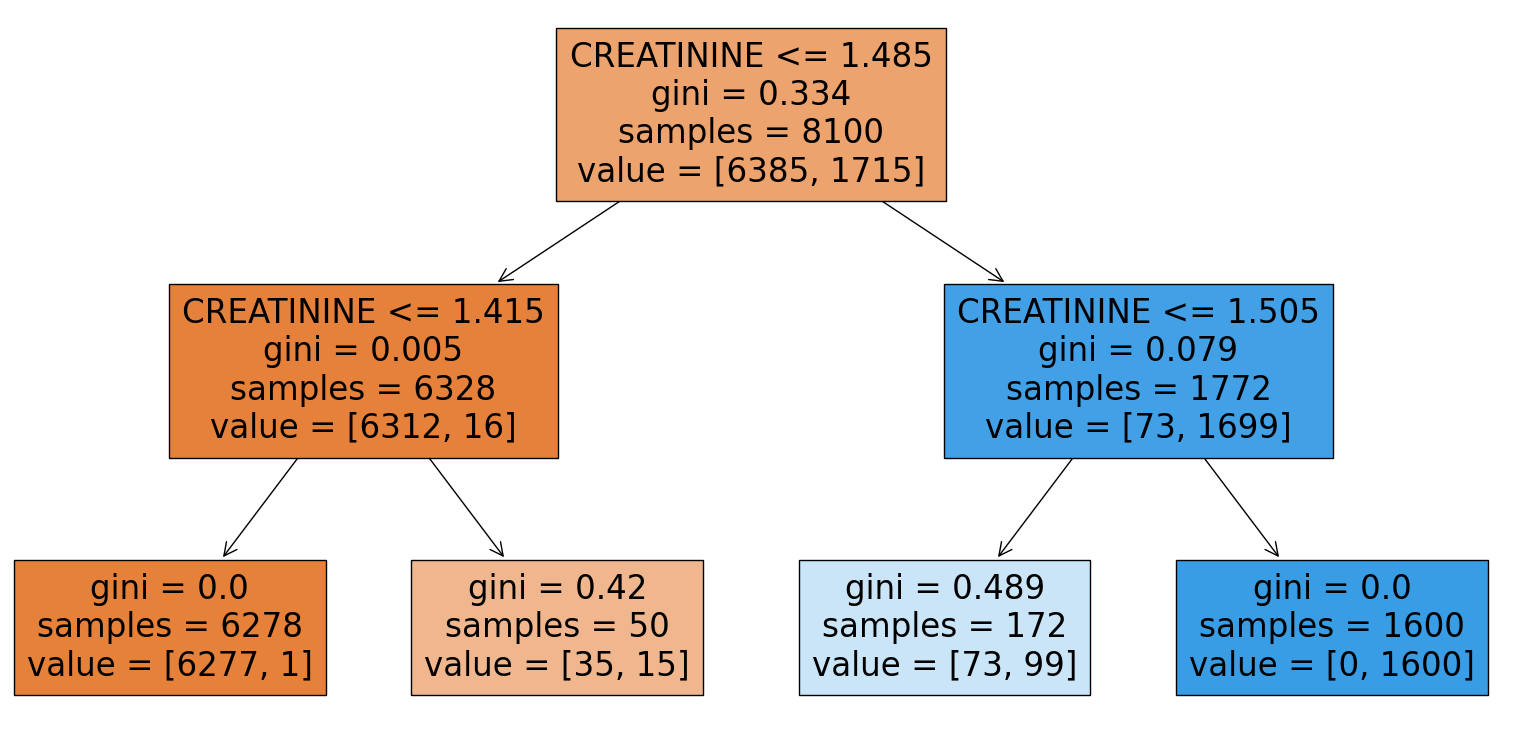 CREATININE <= 1.485
gini = 0.334
samples = 8100
value = [6385, 1715]
CREATININE <= 1.415
gini = 0.005
samples = 6328
value = [6312, 16]
CREATININE <= 1.505
gini = 0.079
samples = 1772
value = [73, 1699]
gini = 0.0
samples = 6278
value = [6277, 1]
gini = 0.42
samples = 50
value = [35, 15]
gini = 0.489
samples = 172
value = [73, 99]
gini = 0.0
samples = 1600
value = [0, 1600]